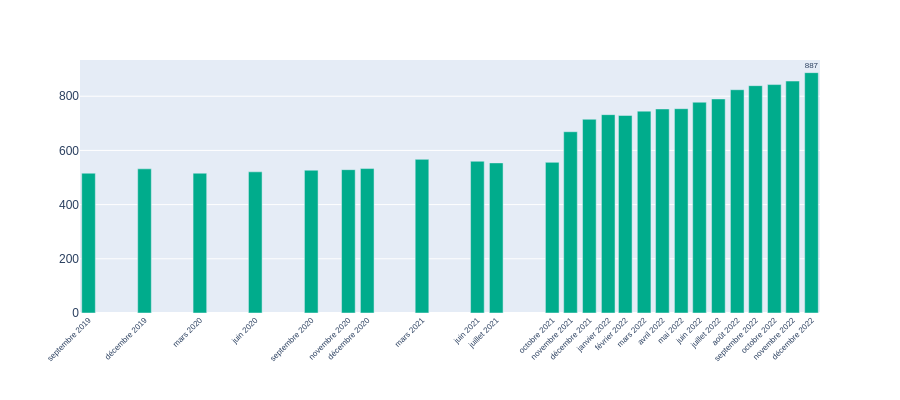 887
800
600
400
200
0
septembre 2019
décembre 2019
mars 2020
juin 2020
septembre 2020
novembre 2020
décembre 2020
mars 2021
juin 2021
juillet 2021
octobre 2021
novembre 2021
décembre 2021
janvier 2022
février 2022
mars 2022
avril 2022
mai 2022
juin 2022
juillet 2022
août 2022
septembre 2022
octobre 2022
novembre 2022
décembre 2022